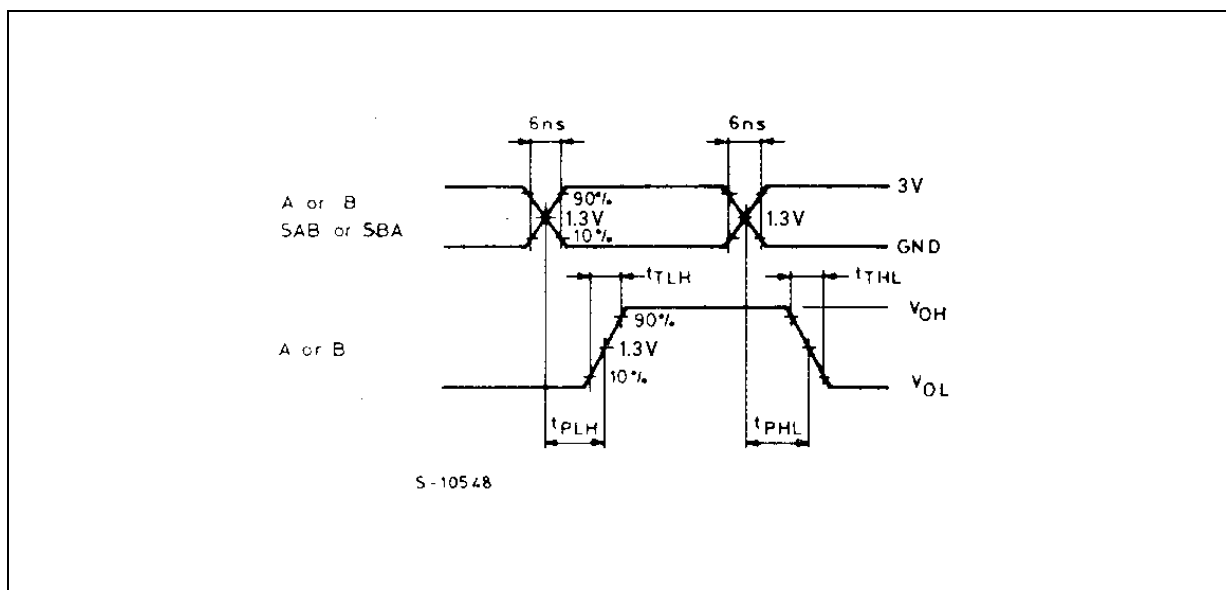 6ns 6ns
A or B
SAB or SBA
90%
1.3V
10%
1.3V
3V
GND
tTLH
tTHL
A or B
90%
1.3V
10%
VOH
VOL
tPLH
tPHL
S-10548